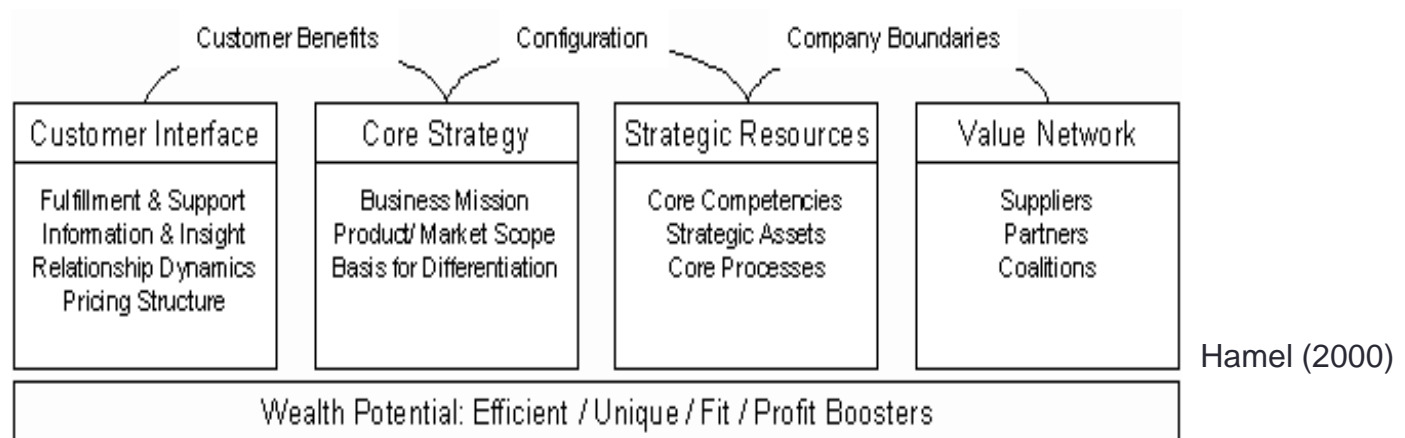 Customer Benefits
Configuration
Company Boundaries
Customer Interface
Fulfillment & Support
Information & Insight
Relationship Dynamics
Pricing Structure
Core Strategy
Business Mission
Product/ Market Scope
Basis for Differentiation
Strategic Resources
Core Competencies
Strategic Assets
Core Processes
Value Network
Suppliers
Partners
Coalitions
Hamel (2000)
Wealth Potential: Efficient / Unique / Fit / Profit Boosters